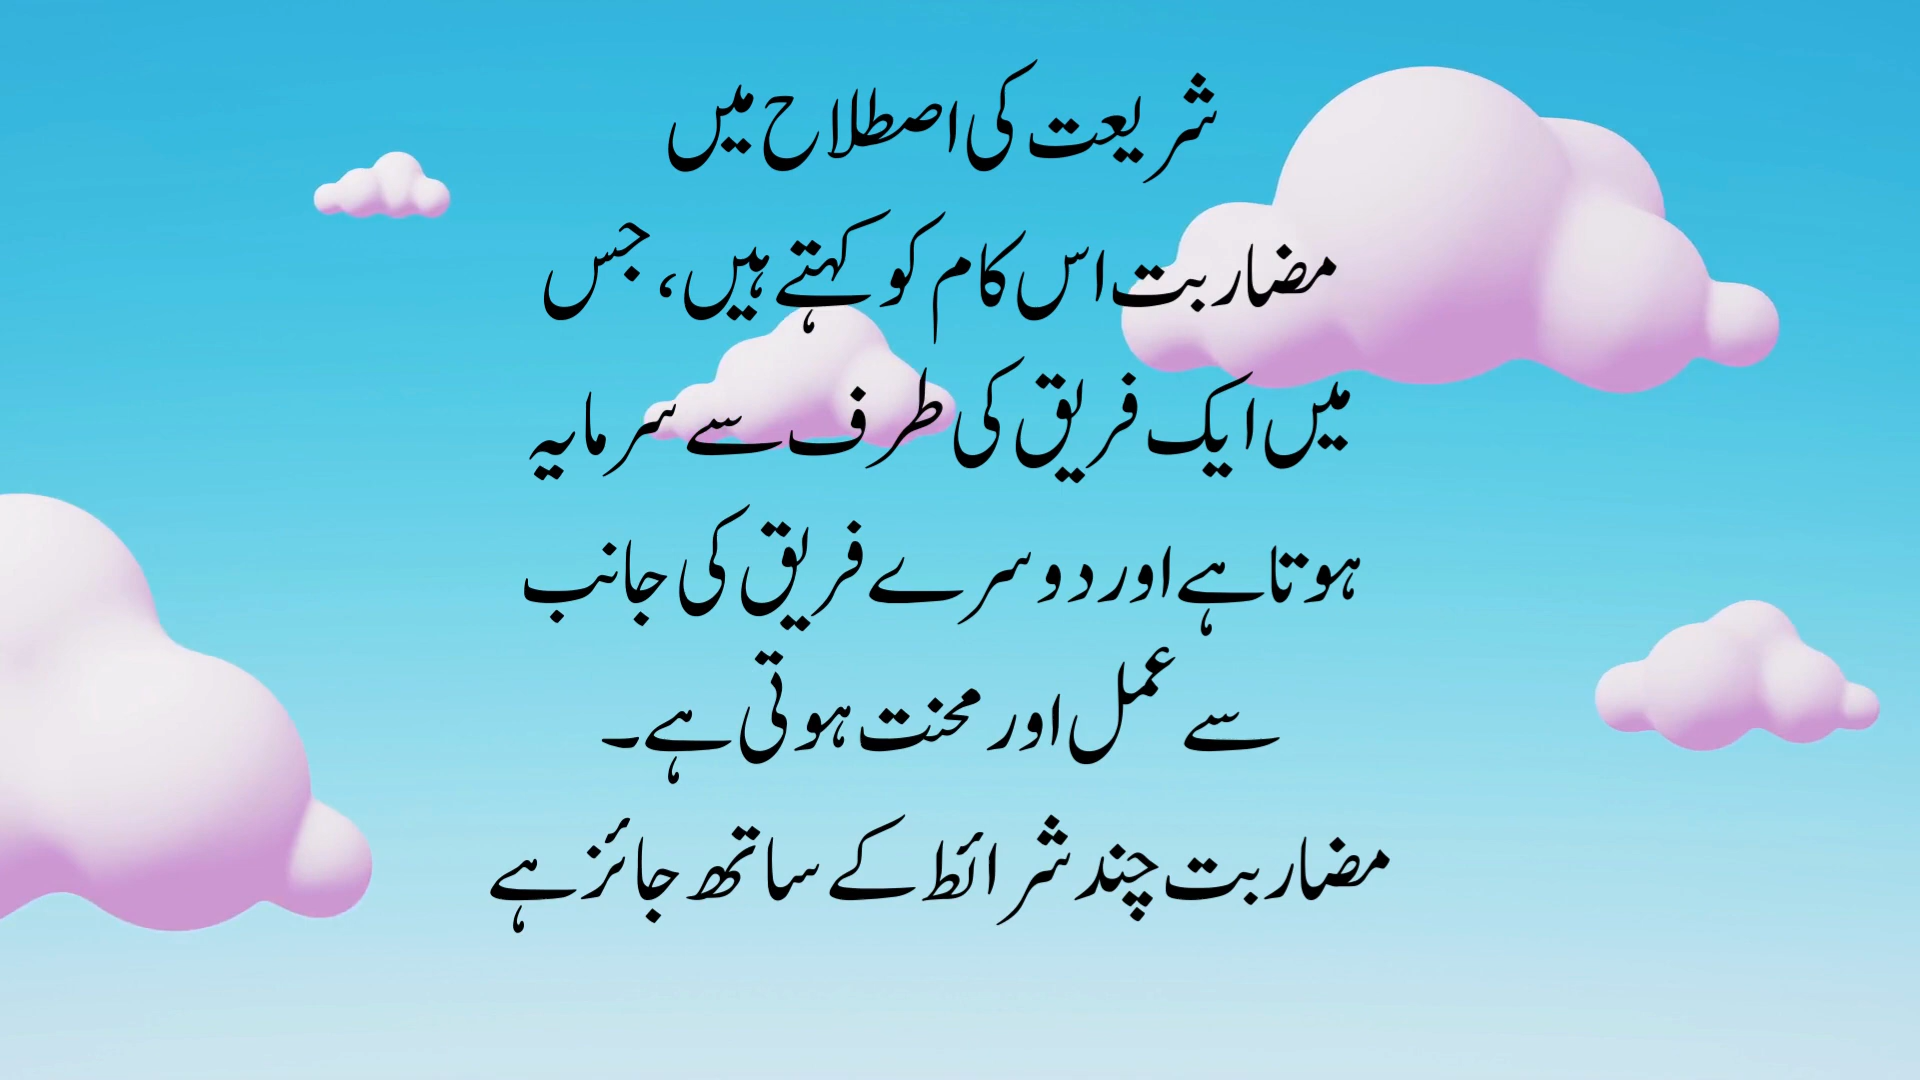 شریعت کی اصطلاح میں
مضاربت اس کام کو کہتے ہیں، جس
میں ایک فریق کی طرف سے سرمایہ
ہوتا ہے اور دوسرے فریق کی جانب
سے عمل اور محنت ہوتی ہے۔
مضاربت چند شرائط کے ساتھ جائز ہے